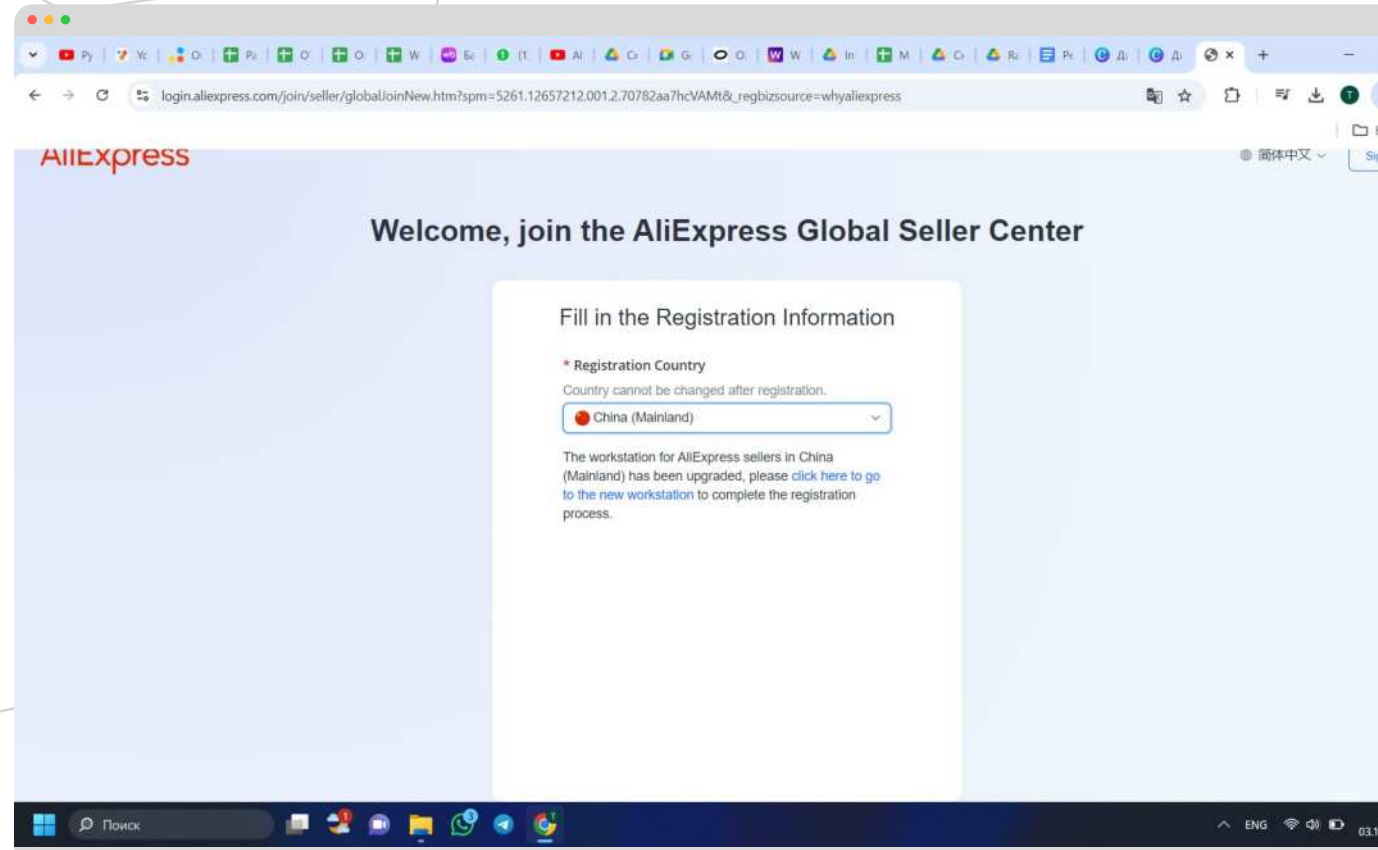 login.aliexpress.com/join/seller/globalJoinNew.htm?spm=5261.12657212.001.2.70782aa7hcVAMt&_regbizsource=whyaliexpress
AliExpress
简体中文
Welcome, join the AliExpress Global Seller Center
Fill in the Registration Information
* Registration Country
Country cannot be changed after registration.
China (Mainland)
The workstation for AliExpress sellers in China
(Mainland) has been upgraded, please click here to go
to the new workstation to complete the registration
process.
Поиск
ENG